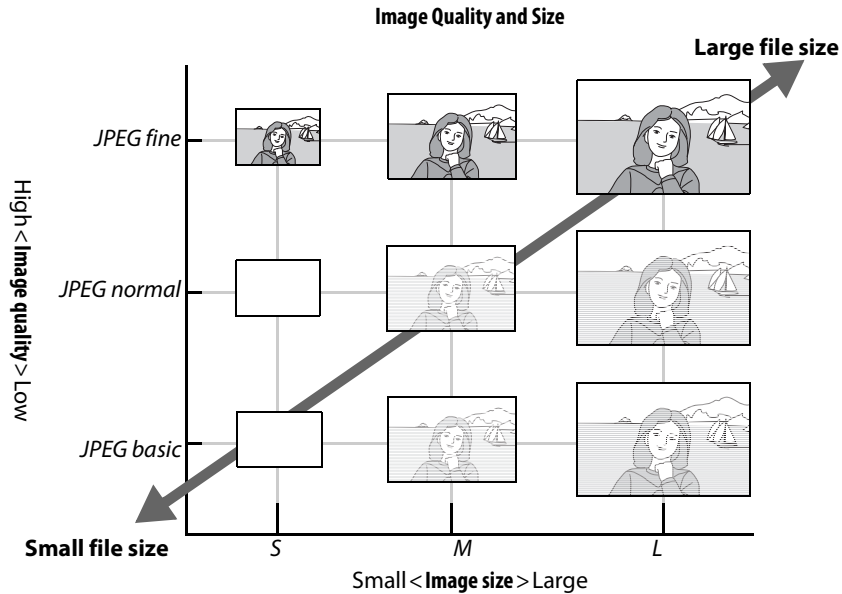 Image Quality and Size
Large file size
JPEG fine
JPEG normal
JPEG basic
High < Image quality > Low
Small file size
S
M
L
Small < Image size > Large